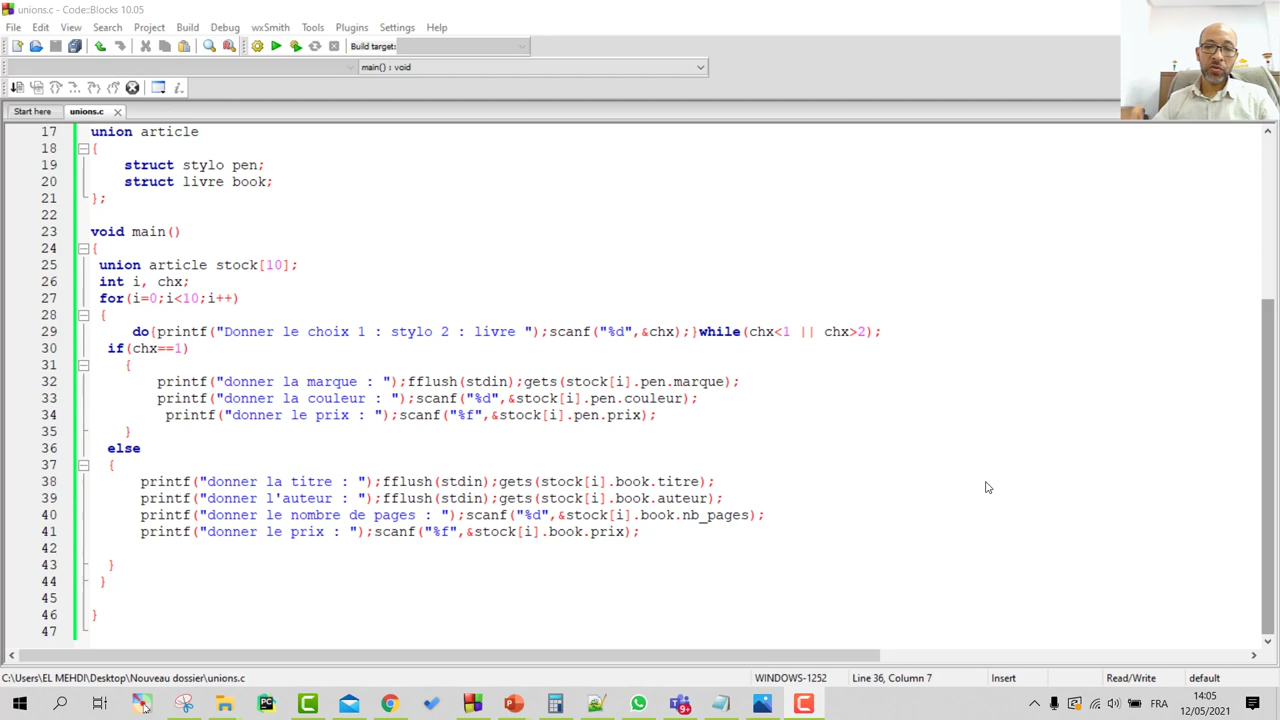 unions.c - Code::Blocks 10.05
File Edit View Search Project Build Debug wxSmith Tools Plugins Settings Help
Build target:
main() : void
Start here unions.c
17 union article
18 {
19 struct stylo pen;
20 struct livre book;
21 };
22
23 void main()
24 {
25 union article stock[10];
26 int i, chx;
27 for(i=0;i<10;i++)
28 {
29 do{printf("Donner le choix 1 : stylo 2 : livre ");scanf("%d",&chx);}while(chx<1 || chx>2);
30 if(chx==1)
31 {
32 printf("donner la marque : ");fflush(stdin);gets(stock[i].pen.marque);
33 printf("donner la couleur : ");scanf("%d",&stock[i].pen.couleur);
34 printf("donner le prix : ");scanf("%f",&stock[i].pen.prix);
35 }
36 else
37 {
38 printf("donner la titre : ");fflush(stdin);gets(stock[i].book.titre);
39 printf("donner l'auteur : ");fflush(stdin);gets(stock[i].book.auteur);
40 printf("donner le nombre de pages : ");scanf("%d",&stock[i].book.nb_pages);
41 printf("donner le prix : ");scanf("%f",&stock[i].book.prix);
42
43 }
44 }
45
46 }
47
C:\Users\EL MEHDI\Desktop\Nouveau dossier\unions.c WINDOWS-1252 Line 36, Column 7 Insert Read/Write default
PC C P 9+ C FRA 14:05
12/05/2021